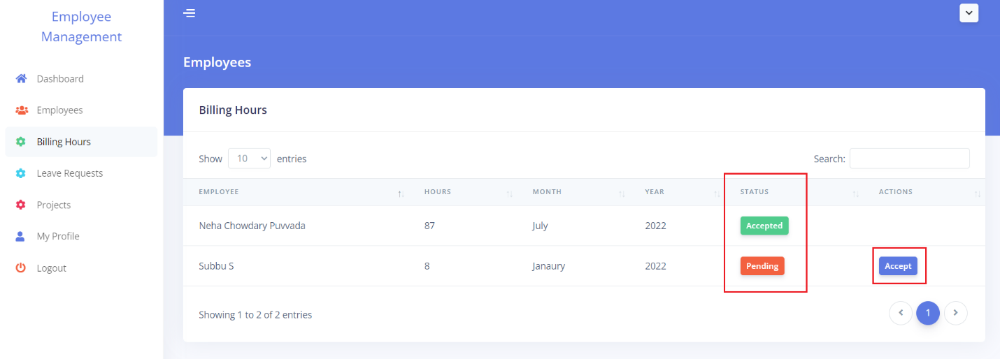 Employee
Management
Dashboard
Employees
Billing Hours
Leave Requests
Projects
My Profile
Logout
Employees
Billing Hours
Show 10 entries
Search:
EMPLOYEE HOURS MONTH YEAR STATUS ACTIONS
Neha Chowdary Puvvada 87 July 2022 Accepted
Subbu S 8 Janaury 2022 Pending Accept
Showing 1 to 2 of 2 entries
1